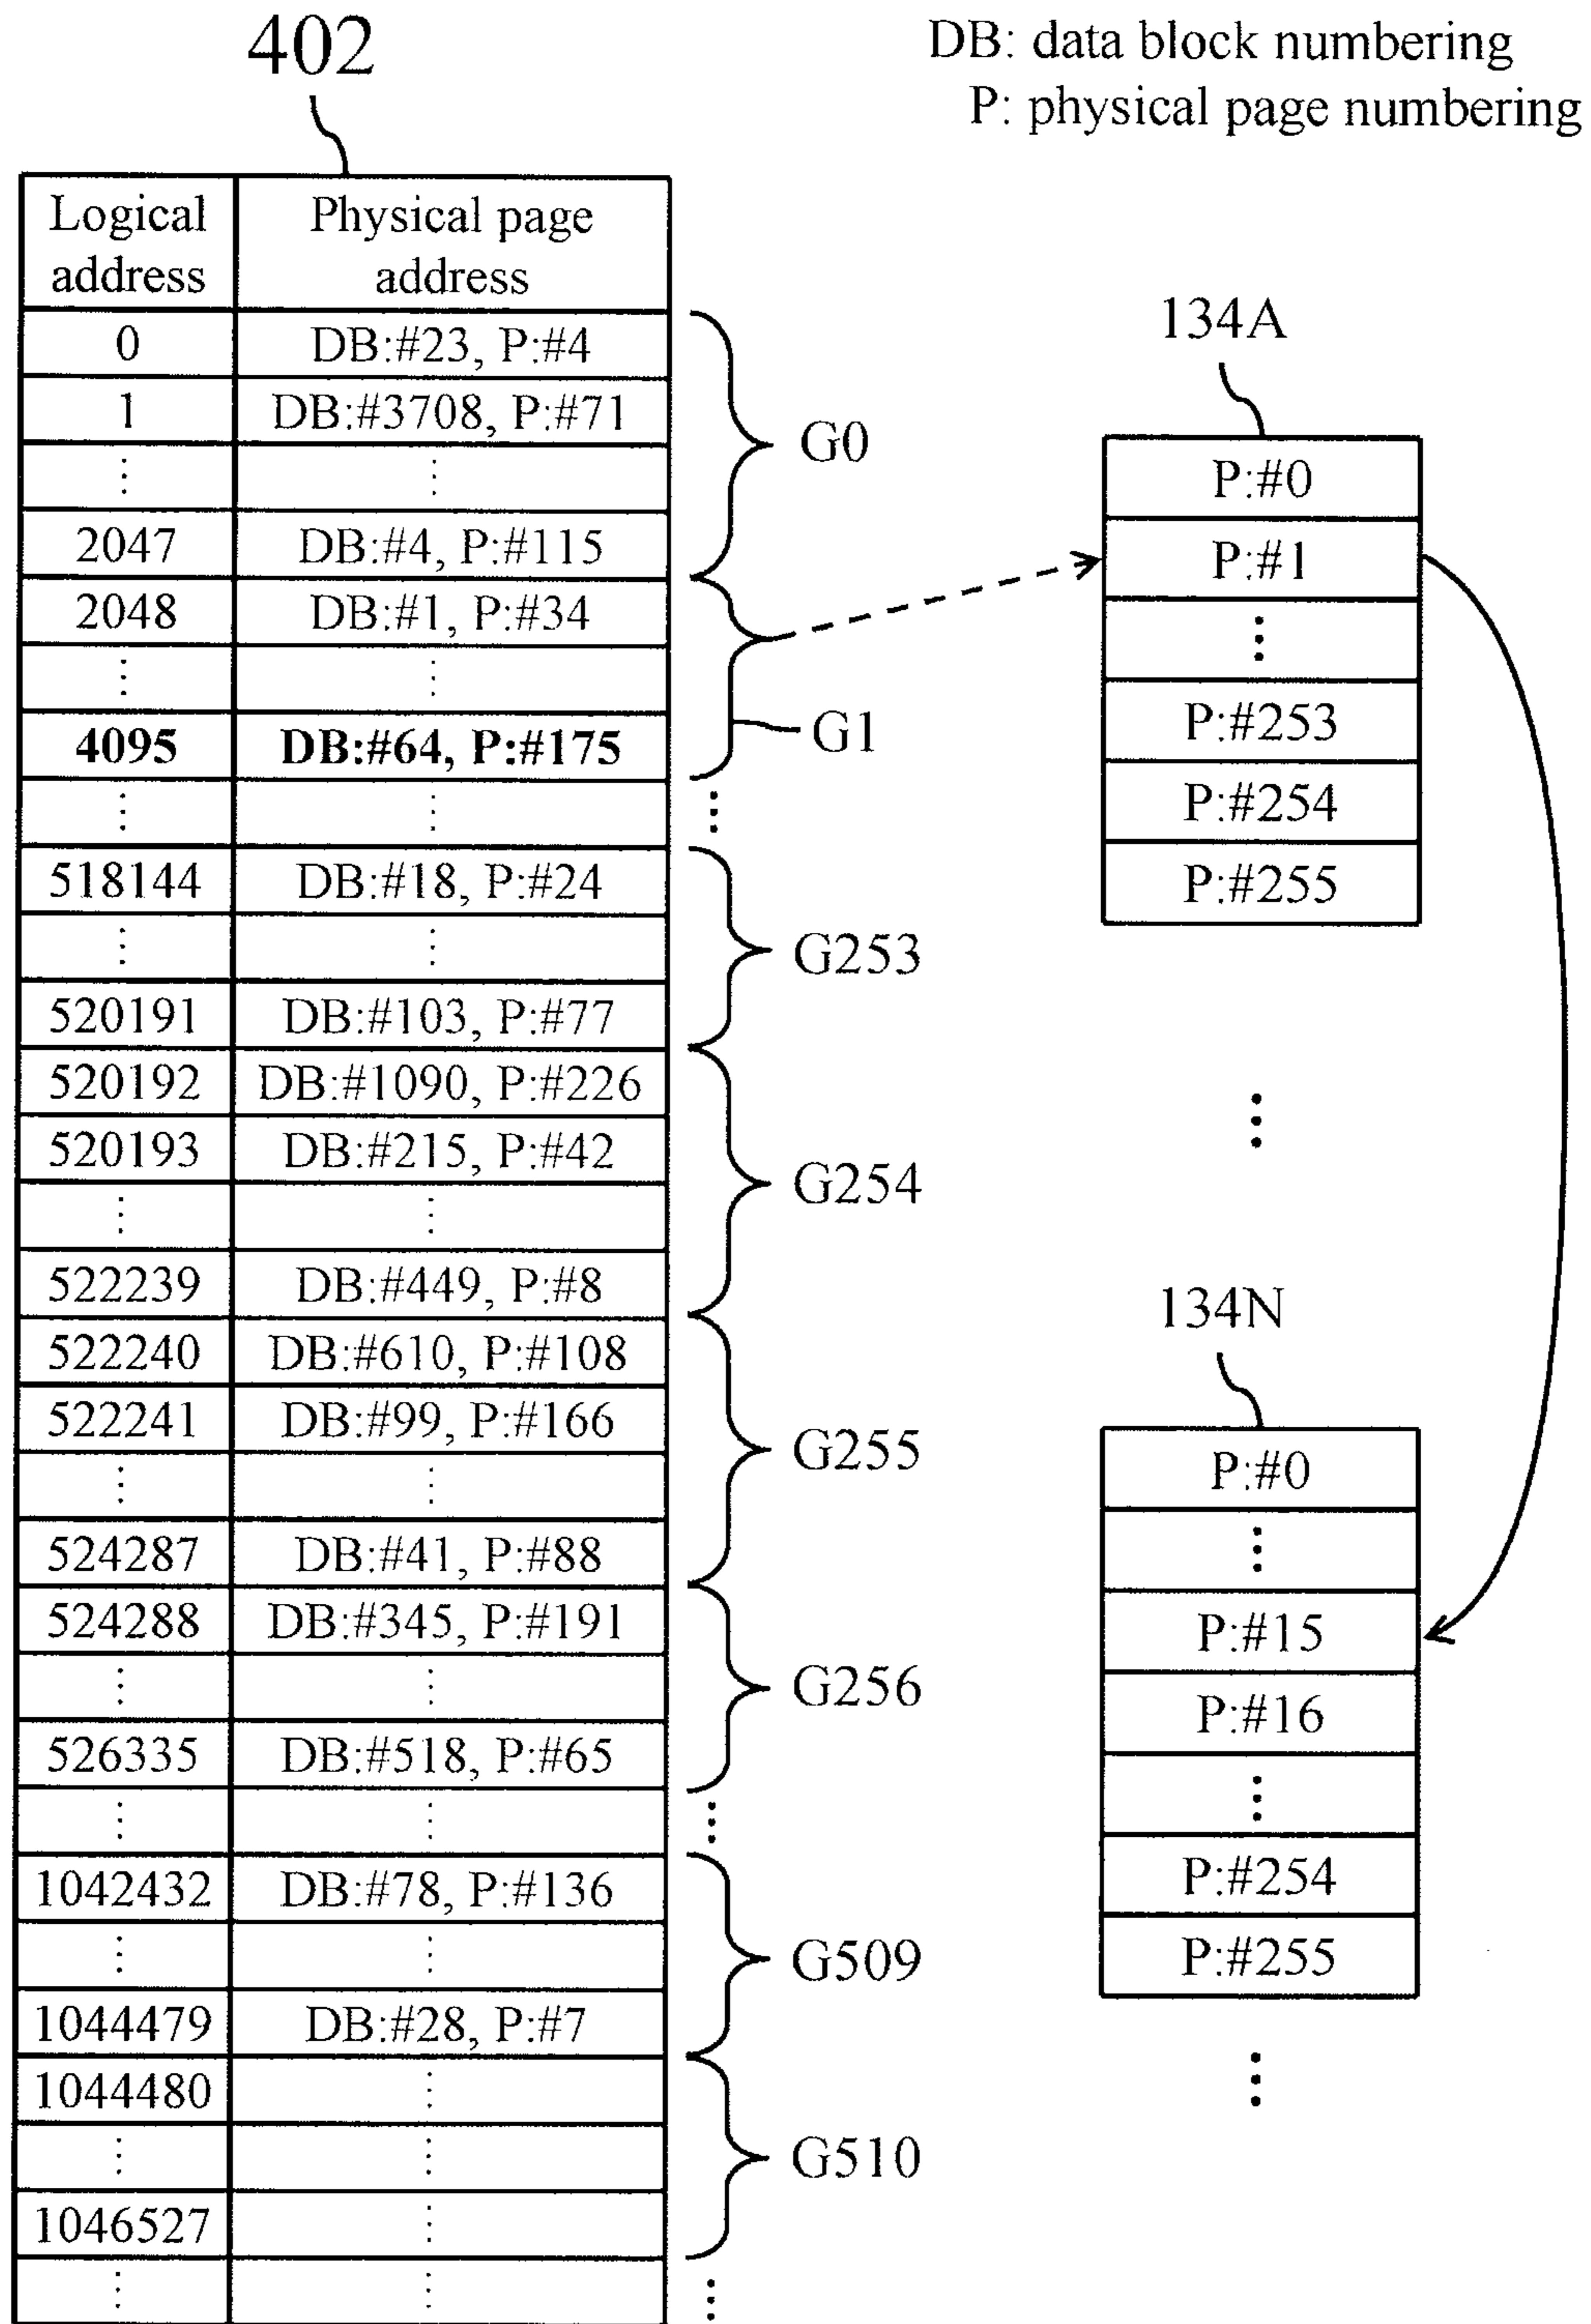 402
DB: data block numbering
P: physical page numbering
Logical address Physical page address
0 DB:#23, P:#4
1 DB:#3708, P:#71
⋮ ⋮
2047 DB:#4, P:#115
G0
2048 DB:#1, P:#34
⋮ ⋮
4095 DB:#64, P:#175
G1
⋮ ⋮ ⋮
518144 DB:#18, P:#24
⋮ ⋮
520191 DB:#103, P:#77
G253
520192 DB:#1090, P:#226
520193 DB:#215, P:#42
⋮ ⋮
522239 DB:#449, P:#8
G254
522240 DB:#610, P:#108
522241 DB:#99, P:#166
⋮ ⋮
524287 DB:#41, P:#88
G255
524288 DB:#345, P:#191
⋮ ⋮
526335 DB:#518, P:#65
G256
⋮ ⋮ ⋮
1042432 DB:#78, P:#136
⋮ ⋮
1044479 DB:#28, P:#7
G509
1044480 ⋮
⋮ ⋮
1046527 ⋮
G510
⋮ ⋮ ⋮
134A
P:#0
P:#1
⋮
P:#253
P:#254
P:#255
⋮
134N
P:#0
⋮
P:#15
P:#16
⋮
P:#254
P:#255
⋮